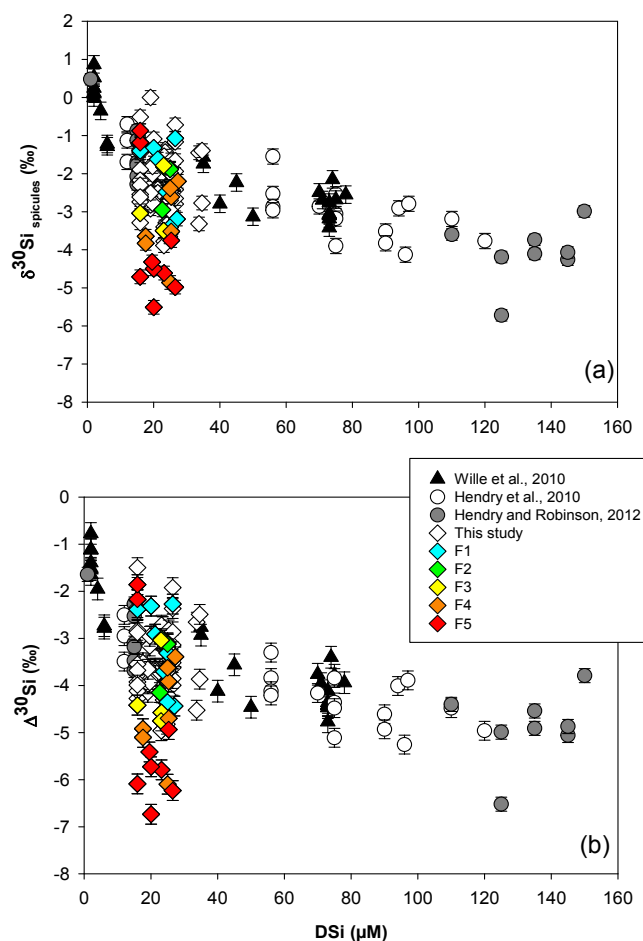 (a)
δ³⁰Si spicules (‰)
2
1
0
-1
-2
-3
-4
-5
-6
-7
-8
0 20 40 60 80 100 120 140 160
Wille et al., 2010
Hendry et al., 2010
Hendry and Robinson, 2012
This study
F1
F2
F3
F4
F5
(b)
Δ³⁰Si (‰)
-0
-1
-2
-3
-4
-5
-6
-7
-8
0 20 40 60 80 100 120 140 160
DSi (µM)